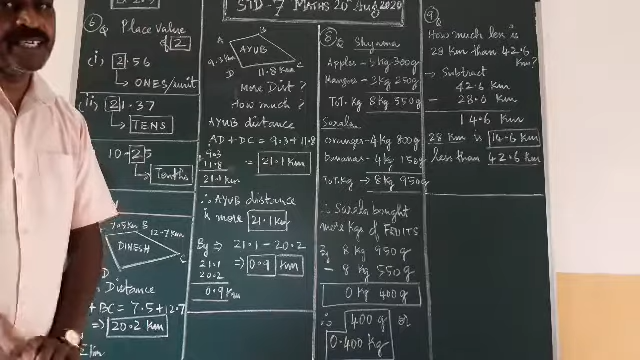 STD-7 MATHS 20th Aug 2020
6 Q Place Value
of 2
(i) 2.56
→ ONES/unit
(ii) 21.37
→ TENS
10.25
→ Tenths
7.5 Km B
12.7 Km
DINESH
C
D
Distance
+ BC = 7.5 + 12.7
⇒ 20.2 Km
A
B
AYUB
9.3 Km
D
C
11.8 Km
More Dist ?
How much ?
AYUB distance
AD + DC = 9.3 + 11.8
9.3
11.8
21.1 Km
= 21.1 Km
∴ AYUB distance
is more 21.1 Km
By ⇒ 21.1 - 20.2
21.1
20.2
0.9 Km
⇒ 0.9 Km
8 Q Shyama
Apples - 5 Kg 300g
Mangoes - 3 Kg 250g
Tot. Kg 8 Kg 550g
Sarala
oranges - 4 Kg 800g
bananas - 4 Kg 150g
Tot. Kg → 8 Kg 950g
∴ Sarala bought
more Kgs of FRUITS
By 8 Kg 950g
- 8 Kg 550g
0 Kg 400g
400 g or
0.400 Kg
9 Q
How much less is
28 Km than 42.6
Km?
→ Subtract
42.6 Km
- 28.0 Km
14.6 Km
28 Km is 14.6 Km
less than 42.6 Km